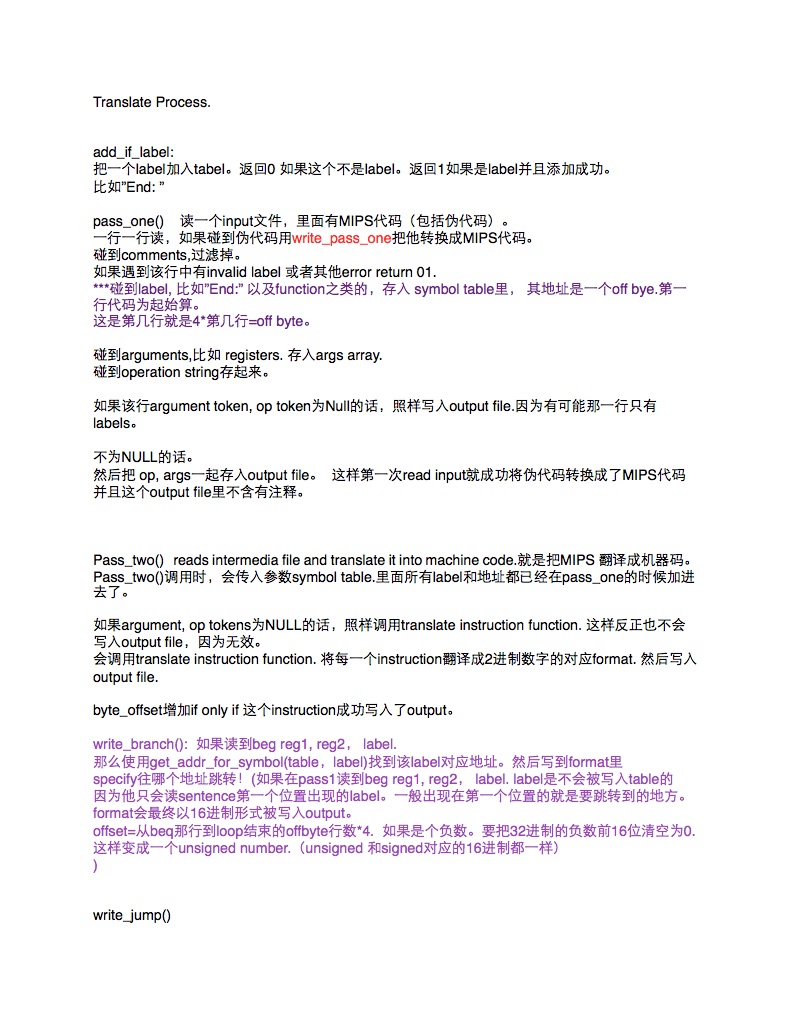 Translate Process.
add_if_label:
把一个label加入tabel。返回0 如果这个不是label。返回1如果是label并且添加成功。
比如”End: ”
pass_one() 读一个input文件，里面有MIPS代码（包括伪代码）。
一行一行读，如果碰到伪代码用write_pass_one把他转换成MIPS代码。
碰到comments,过滤掉。
如果遇到该行中有invalid label 或者其他error return 01.
***碰到label, 比如”End:” 以及function之类的，存入 symbol table里， 其地址是一个off bye.第一
行代码为起始算。
这是第几行就是4*第几行=off byte。
碰到arguments,比如 registers. 存入args array.
碰到operation string存起来。
如果该行argument token, op token为Null的话，照样写入output file.因为有可能那一行只有
labels。
不为NULL的话。
然后把 op, args一起存入output file。 这样第一次read input就成功将伪代码转换成了MIPS代码
并且这个output file里不含有注释。
Pass_two() reads intermedia file and translate it into machine code.就是把MIPS 翻译成机器码。
Pass_two()调用时，会传入参数symbol table.里面所有label和地址都已经在pass_one的时候加进
去了。
如果argument, op tokens为NULL的话，照样调用translate instruction function. 这样反正也不会
写入output file，因为无效。
会调用translate instruction function. 将每一个instruction翻译成2进制数字的对应format. 然后写入
output file.
byte_offset增加if only if 这个instruction成功写入了output。
write_branch(): 如果读到beg reg1, reg2， label.
那么使用get_addr_for_symbol(table，label)找到该label对应地址。然后写到format里
specify往哪个地址跳转！(如果在pass1读到beg reg1, reg2， label. label是不会被写入table的
因为他只会读sentence第一个位置出现的label。一般出现在第一个位置的就是要跳转到的地方。
format会最终以16进制形式被写入output。
offset=从beq那行到loop结束的offbyte行数*4. 如果是个负数。要把32进制的负数前16位清空为0.
这样变成一个unsigned number.（unsigned 和signed对应的16进制都一样）
)
write_jump()